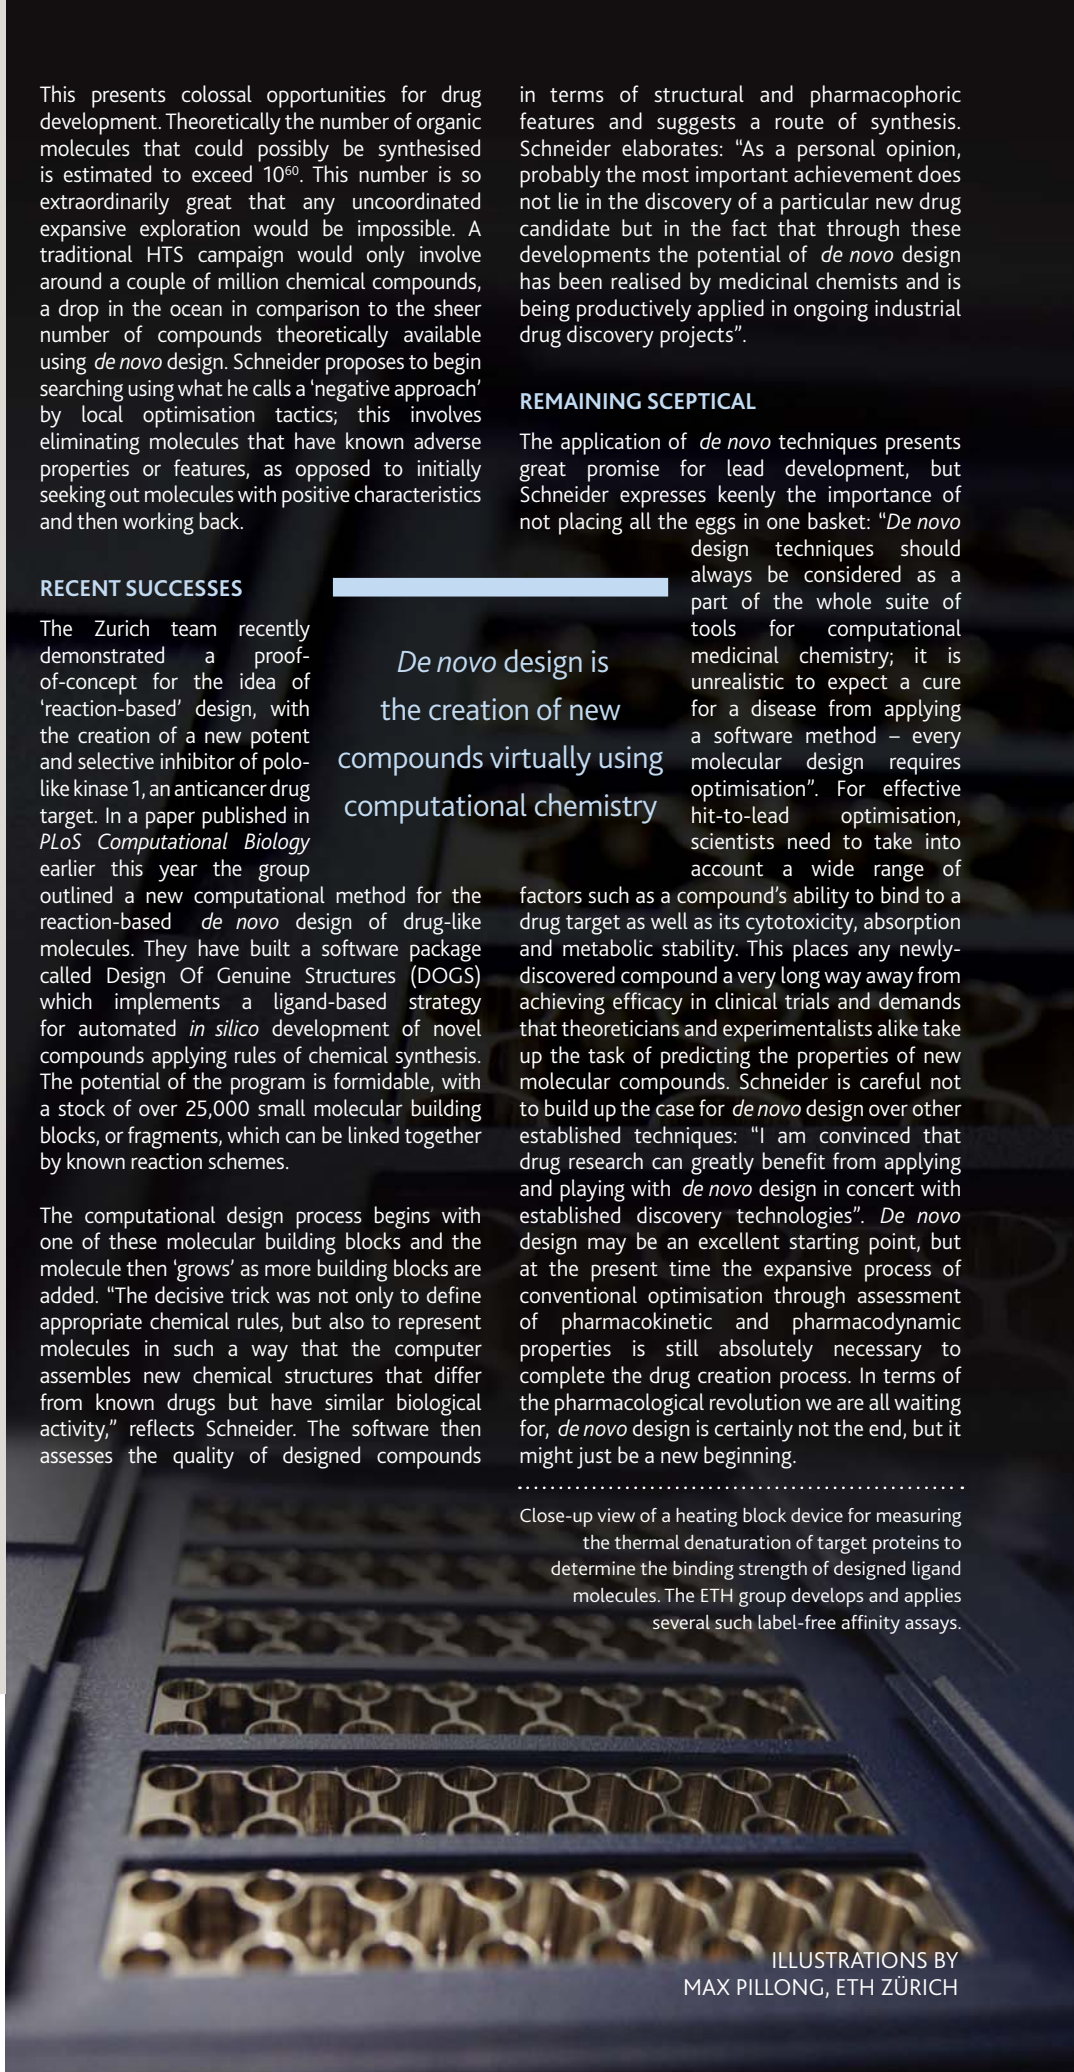 This presents colossal opportunities for drug
development. Theoretically the number of organic
molecules that could possibly be synthesised
is estimated to exceed 10⁶⁰. This number is so
extraordinarily great that any uncoordinated
expansive exploration would be impossible. A
traditional HTS campaign would only involve
around a couple of million chemical compounds,
a drop in the ocean in comparison to the sheer
number of compounds theoretically available
using de novo design. Schneider proposes to begin
searching using what he calls a ‘negative approach’
by local optimisation tactics; this involves
eliminating molecules that have known adverse
properties or features, as opposed to initially
seeking out molecules with positive characteristics
and then working back.
RECENT SUCCESSES
The Zurich team recently
demonstrated a proof-
of-concept for the idea of
‘reaction-based’ design, with
the creation of a new potent
and selective inhibitor of polo-
like kinase 1, an anticancer drug
target. In a paper published in
PLoS Computational Biology
earlier this year the group
outlined a new computational method for the
reaction-based de novo design of drug-like
molecules. They have built a software package
called Design Of Genuine Structures (DOGS)
which implements a ligand-based strategy
for automated in silico development of novel
compounds applying rules of chemical synthesis.
The potential of the program is formidable, with
a stock of over 25,000 small molecular building
blocks, or fragments, which can be linked together
by known reaction schemes.
The computational design process begins with
one of these molecular building blocks and the
molecule then ‘grows’ as more building blocks are
added. “The decisive trick was not only to define
appropriate chemical rules, but also to represent
molecules in such a way that the computer
assembles new chemical structures that differ
from known drugs but have similar biological
activity,” reflects Schneider. The software then
assesses the quality of designed compounds
De novo design is
the creation of new
compounds virtually using
computational chemistry
in terms of structural and pharmacophoric
features and suggests a route of synthesis.
Schneider elaborates: “As a personal opinion,
probably the most important achievement does
not lie in the discovery of a particular new drug
candidate but in the fact that through these
developments the potential of de novo design
has been realised by medicinal chemists and is
being productively applied in ongoing industrial
drug discovery projects”.
REMAINING SCEPTICAL
The application of de novo techniques presents
great promise for lead development, but
Schneider expresses keenly the importance of
not placing all the eggs in one basket: “De novo
design techniques should
always be considered as a
part of the whole suite of
tools for computational
medicinal chemistry; it is
unrealistic to expect a cure
for a disease from applying
a software method – every
molecular design requires
optimisation”. For effective
hit-to-lead optimisation,
scientists need to take into
account a wide range of
factors such as a compound’s ability to bind to a
drug target as well as its cytotoxicity, absorption
and metabolic stability. This places any newly-
discovered compound a very long way away from
achieving efficacy in clinical trials and demands
that theoreticians and experimentalists alike take
up the task of predicting the properties of new
molecular compounds. Schneider is careful not
to build up the case for de novo design over other
established techniques: “I am convinced that
drug research can greatly benefit from applying
and playing with de novo design in concert with
established discovery technologies”. De novo
design may be an excellent starting point, but
at the present time the expansive process of
conventional optimisation through assessment
of pharmacokinetic and pharmacodynamic
properties is still absolutely necessary to
complete the drug creation process. In terms of
the pharmacological revolution we are all waiting
for, de novo design is certainly not the end, but it
might just be a new beginning.
Close-up view of a heating block device for measuring
the thermal denaturation of target proteins to
determine the binding strength of designed ligand
molecules. The ETH group develops and applies
several such label-free affinity assays.
ILLUSTRATIONS BY
MAX PILLONG, ETH ZÜRICH